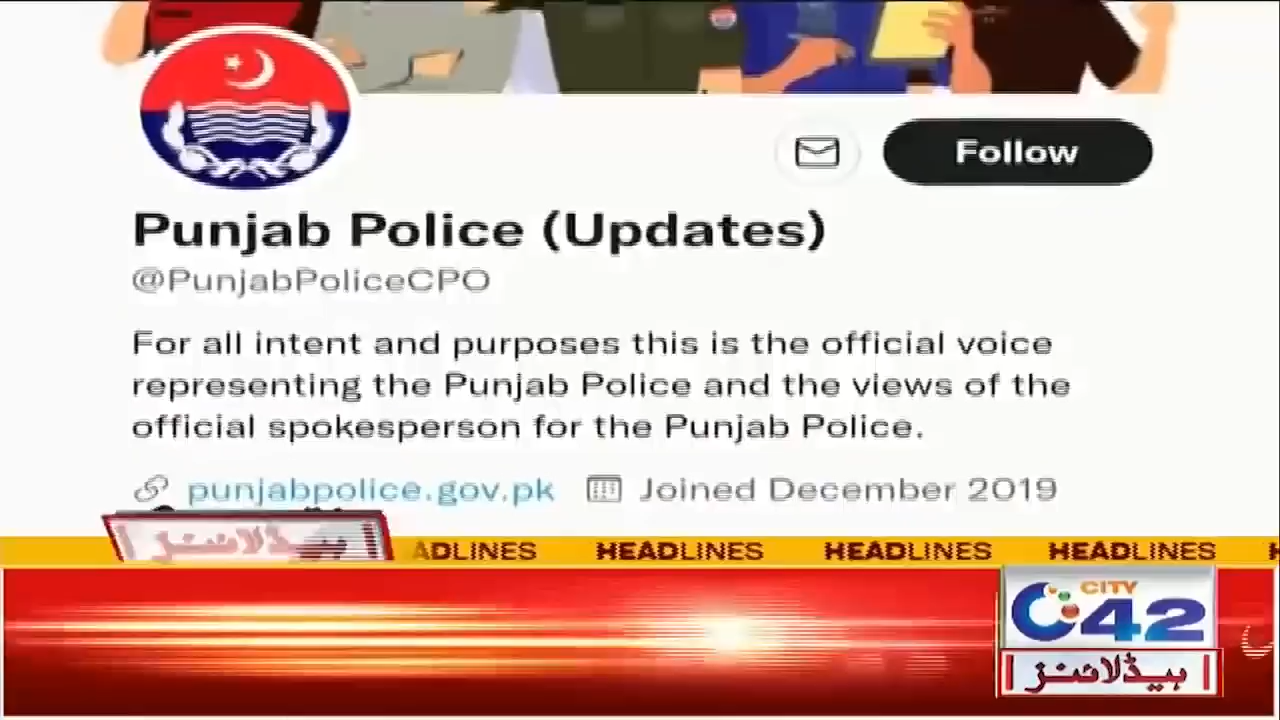 Follow
Punjab Police (Updates)
@PunjabPoliceCPO
For all intent and purposes this is the official voice
representing the Punjab Police and the views of the
official spokesperson for the Punjab Police.
punjabpolice.gov.pk Joined December 2019
ہیڈلائنز ADLINES HEADLINES HEADLINES HEADLINES
CITY
42
ہیڈلائنز